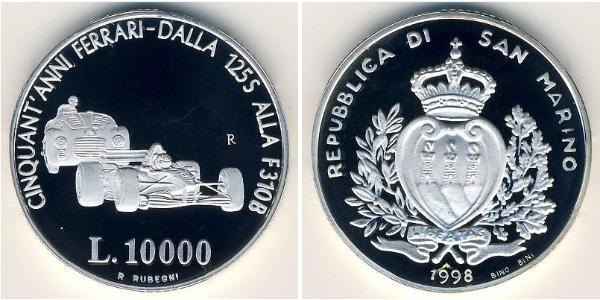 CINQUANT'ANNI FERRARI-DALLA 125S ALLA F310B
R
L. 10000
R RUBEGNI
REPUBBLICA DI SAN MARINO
LIBERTAS
1998
BINO BINI